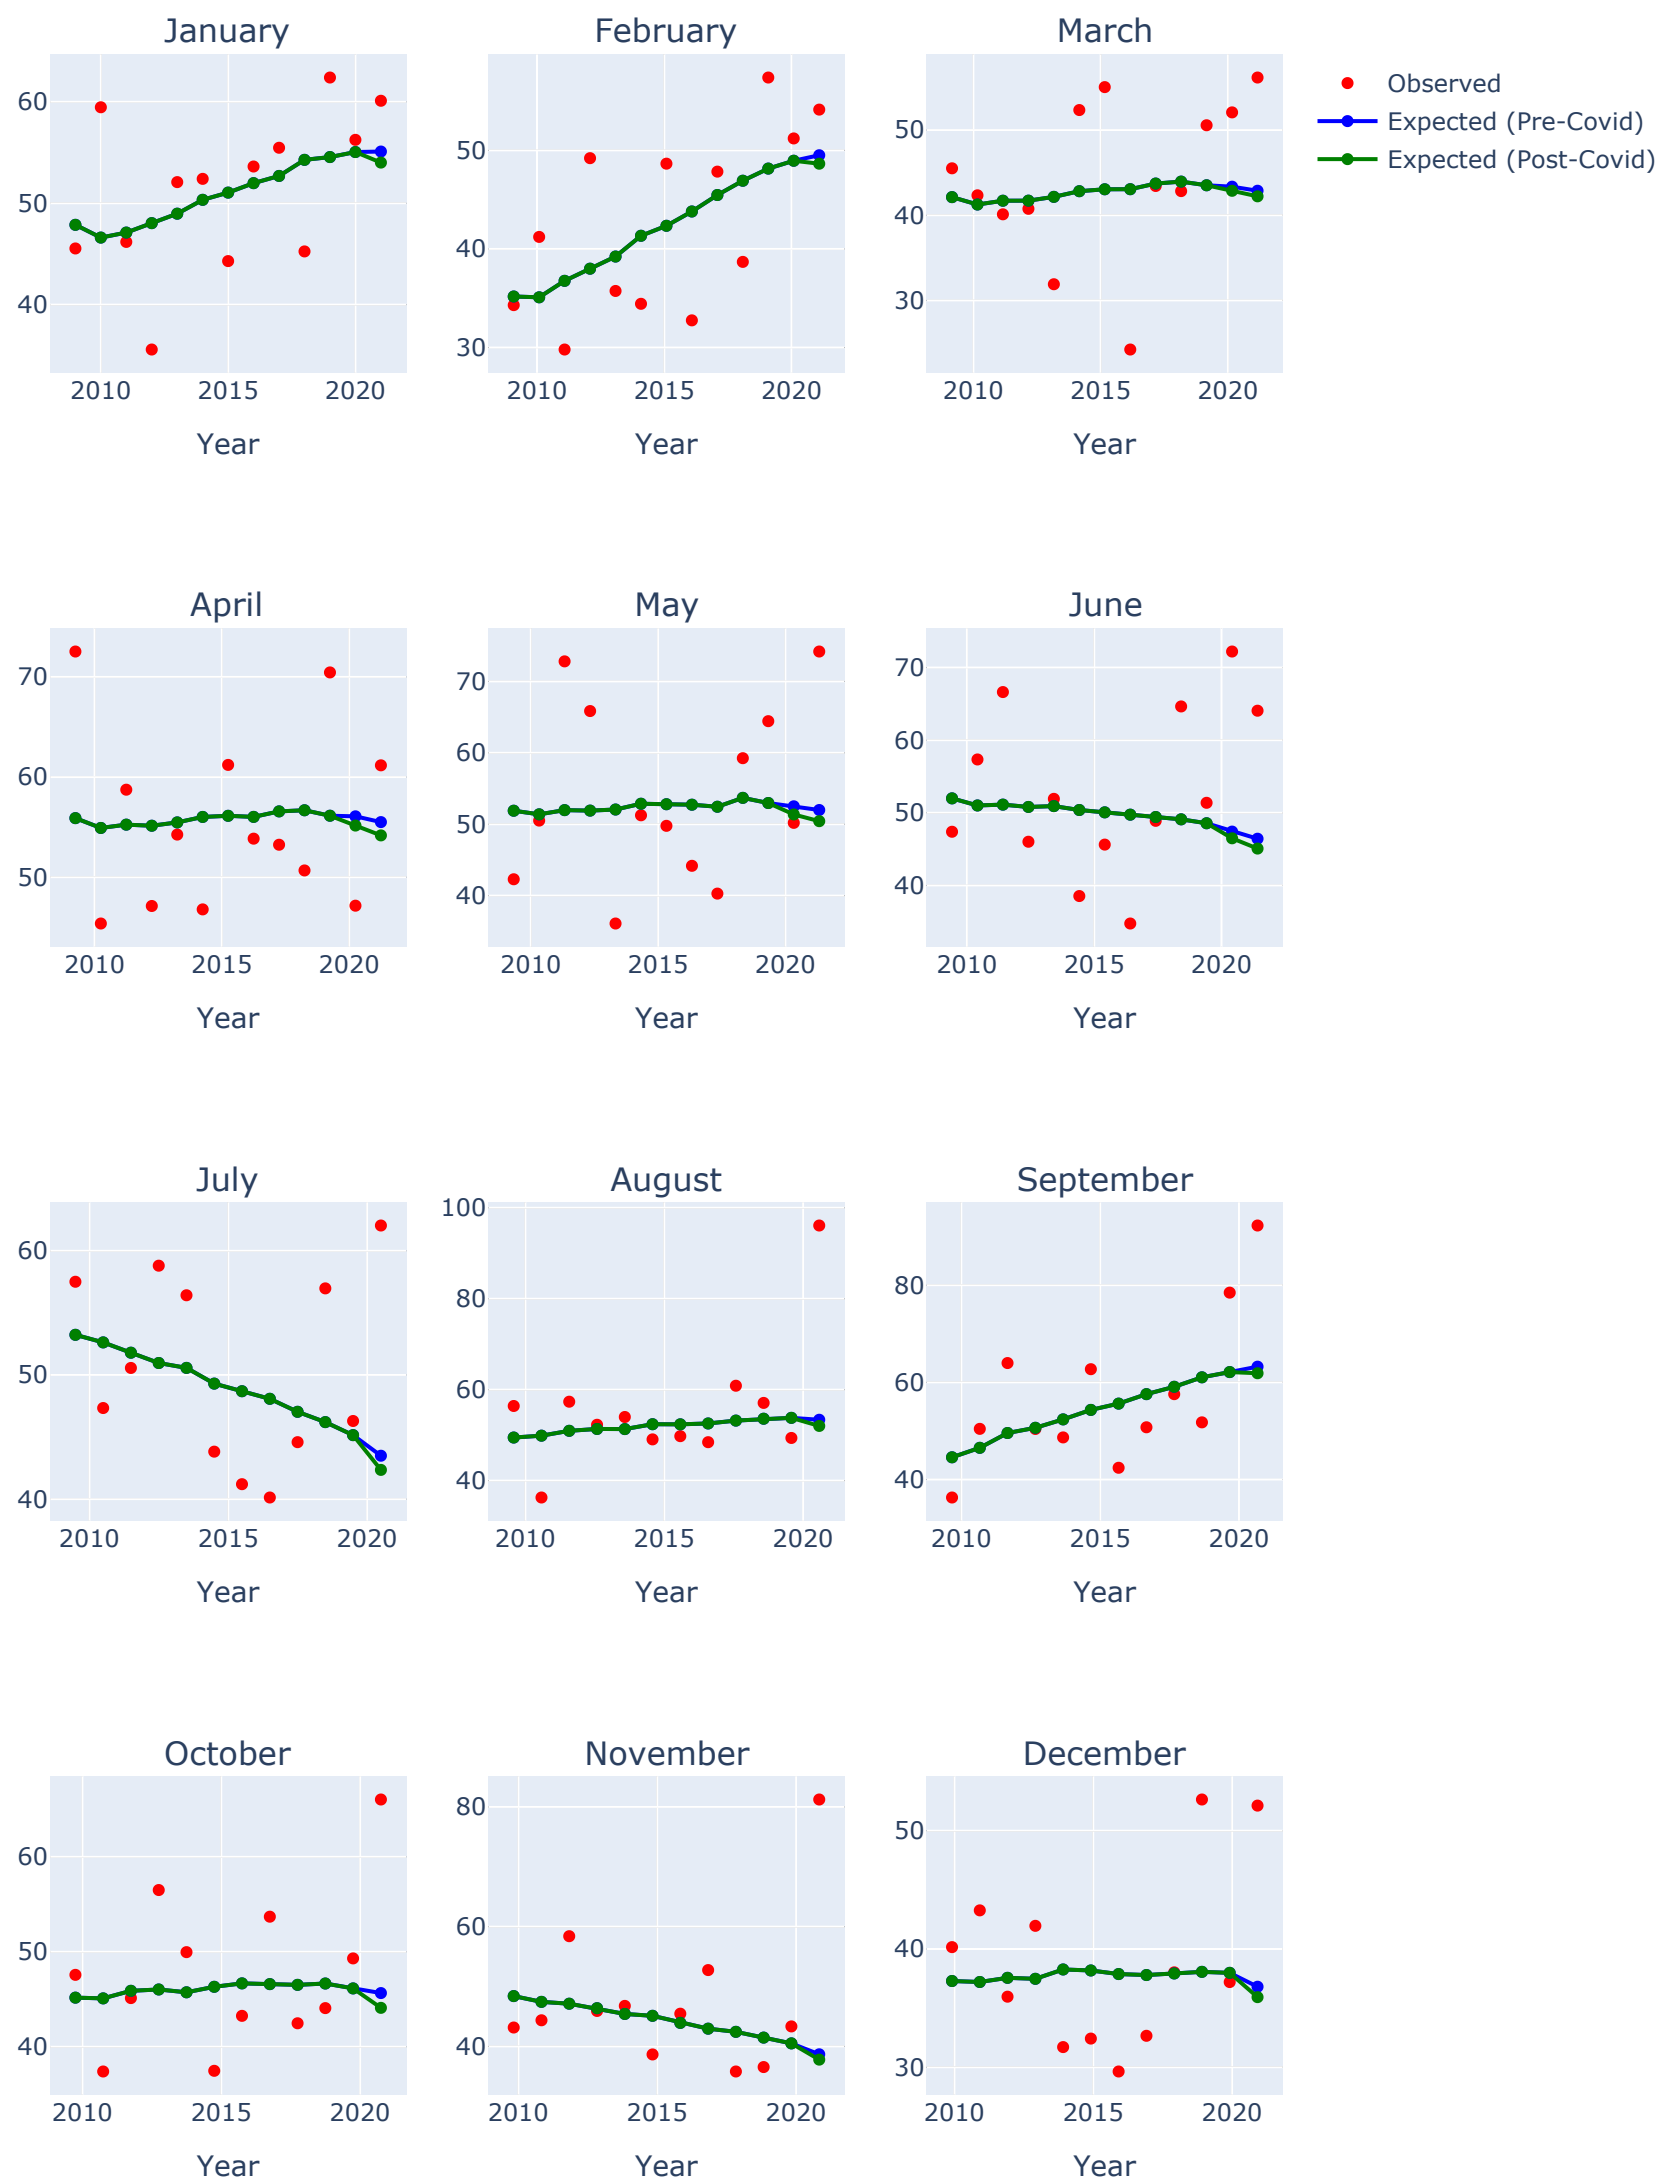 January
February
March
60
50
40
2010 2015 2020
Year
50
40
30
2010 2015 2020
Year
50
40
30
2010 2015 2020
Year
Observed
Expected (Pre-Covid)
Expected (Post-Covid)
April
May
June
70
60
50
2010 2015 2020
Year
70
60
50
40
2010 2015 2020
Year
70
60
50
40
2010 2015 2020
Year
July
August
September
60
50
40
2010 2015 2020
Year
100
80
60
40
2010 2015 2020
Year
80
60
40
2010 2015 2020
Year
October
November
December
60
50
40
2010 2015 2020
Year
80
60
40
2010 2015 2020
Year
50
40
30
2010 2015 2020
Year